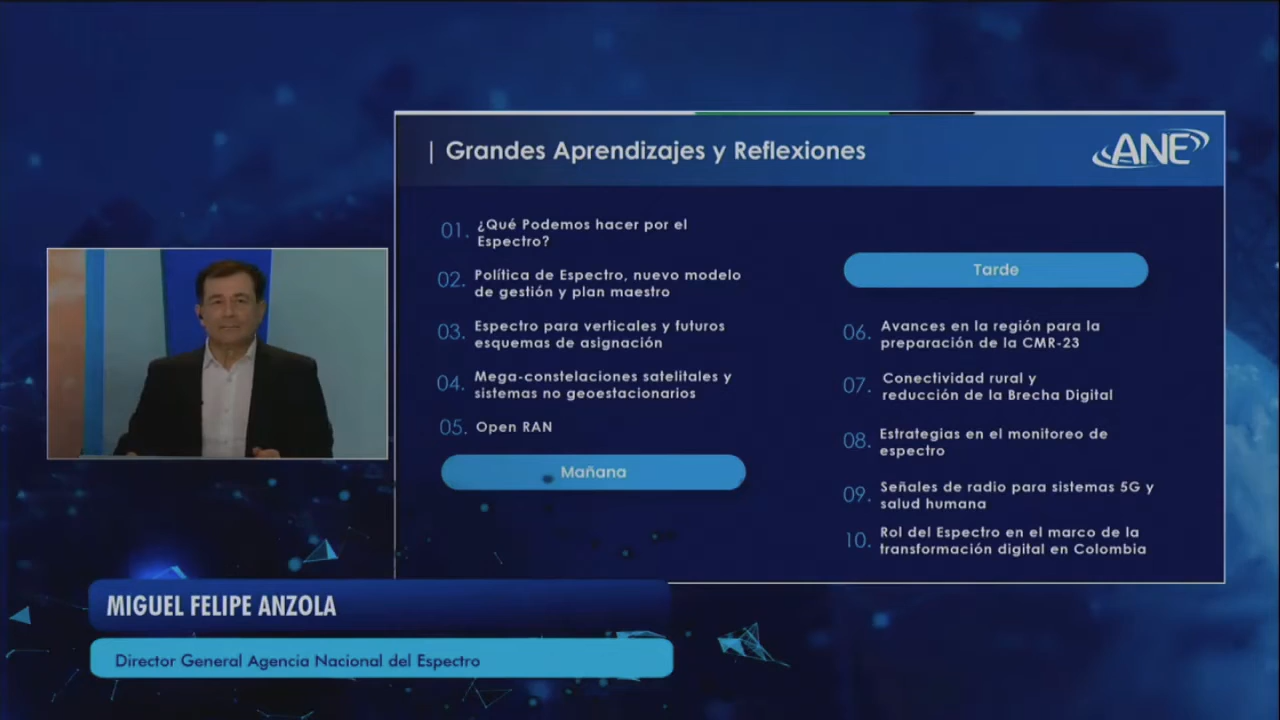 | Grandes Aprendizajes y Reflexiones
ANE
01. ¿Qué Podemos hacer por el
Espectro?
02. Política de Espectro, nuevo modelo
de gestión y plan maestro
03. Espectro para verticales y futuros
esquemas de asignación
04. Mega-constelaciones satelitales y
sistemas no geoestacionarios
05. Open RAN
Mañana
Tarde
06. Avances en la región para la
preparación de la CMR-23
07. Conectividad rural y
reducción de la Brecha Digital
08. Estrategias en el monitoreo de
espectro
09. Señales de radio para sistemas 5G y
salud humana
10. Rol del Espectro en el marco de la
transformación digital en Colombia
MIGUEL FELIPE ANZOLA
Director General Agencia Nacional del Espectro